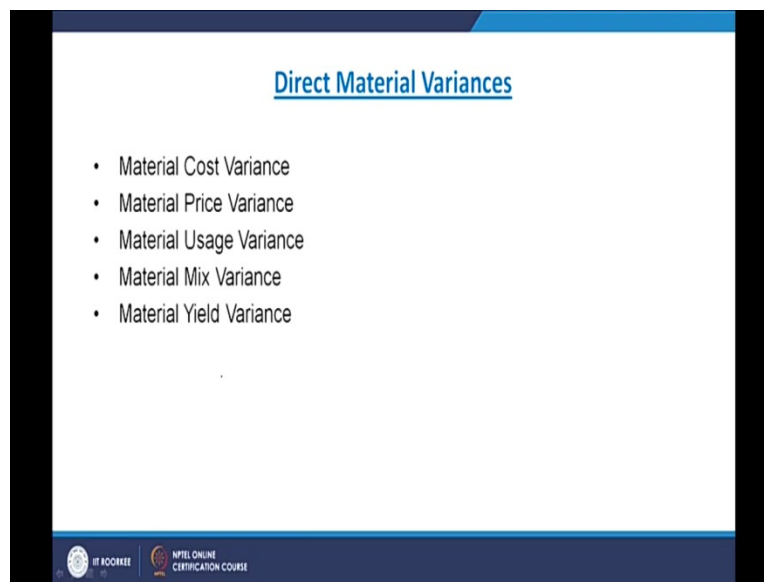 Direct Material Variances
• Material Cost Variance
• Material Price Variance
• Material Usage Variance
• Material Mix Variance
• Material Yield Variance
IIT ROORKEE
NPTEL ONLINE
CERTIFICATION COURSE